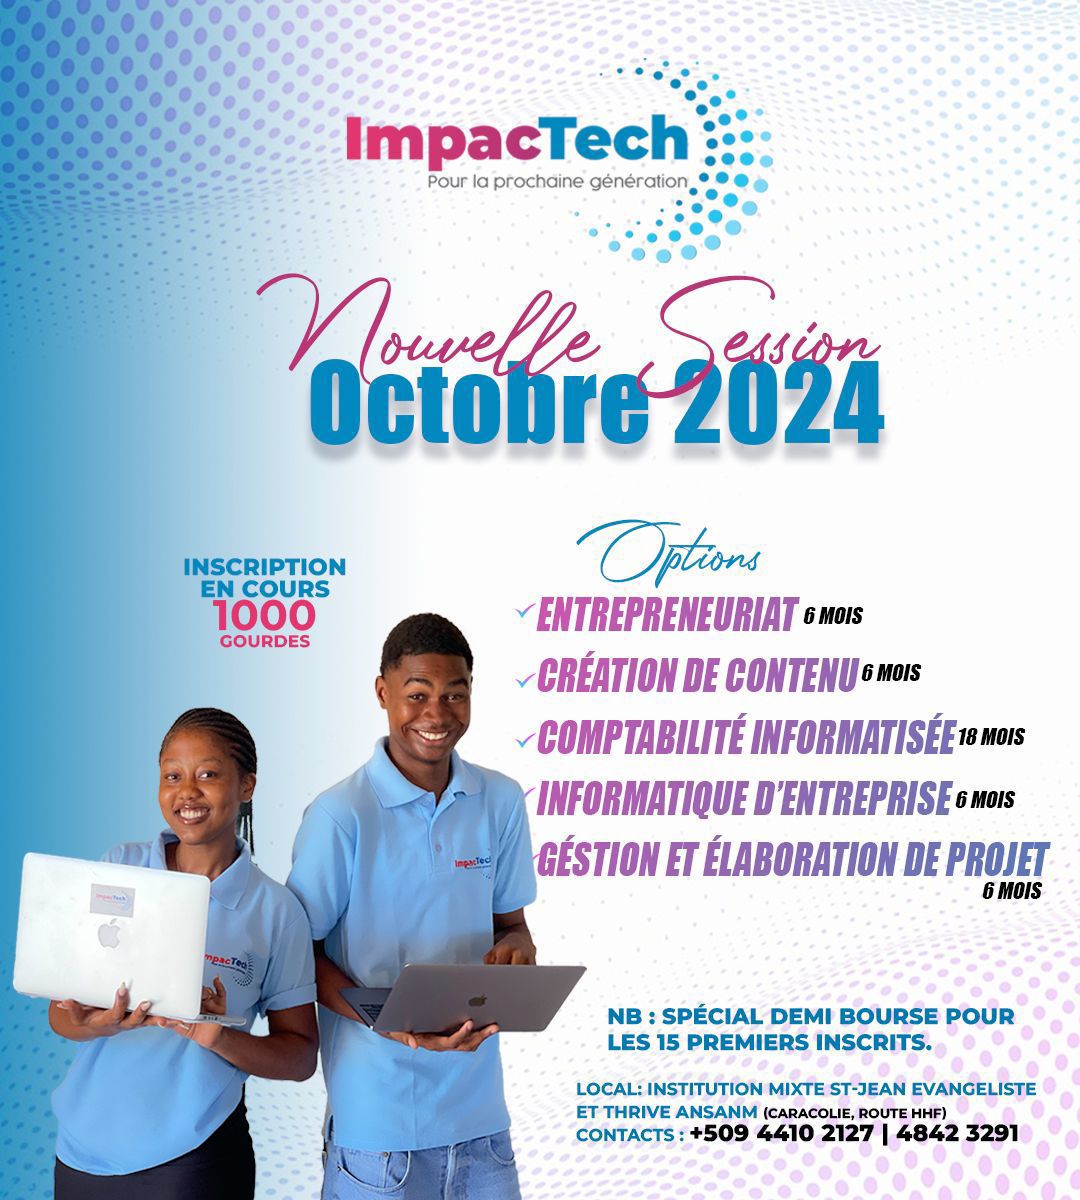 ImpacTech
Pour la prochaine génération
Nouvelle Session
Octobre 2024
INSCRIPTION
EN COURS
1000
GOURDES
Options
ENTREPRENEURIAT 6 MOIS
CRÉATION DE CONTENU 6 MOIS
COMPTABILITÉ INFORMATISÉE 18 MOIS
INFORMATIQUE D'ENTREPRISE 6 MOIS
GÉSTION ET ÉLABORATION DE PROJET
6 MOIS
ImpacTech
ImpacTech
mpacTech
NB : SPÉCIAL DEMI BOURSE POUR
LES 15 PREMIERS INSCRITS.
LOCAL: INSTITUTION MIXTE ST-JEAN EVANGELISTE
ET THRIVE ANSANM (CARACOLIE, ROUTE HHF)
CONTACTS : +509 4410 2127 | 4842 3291